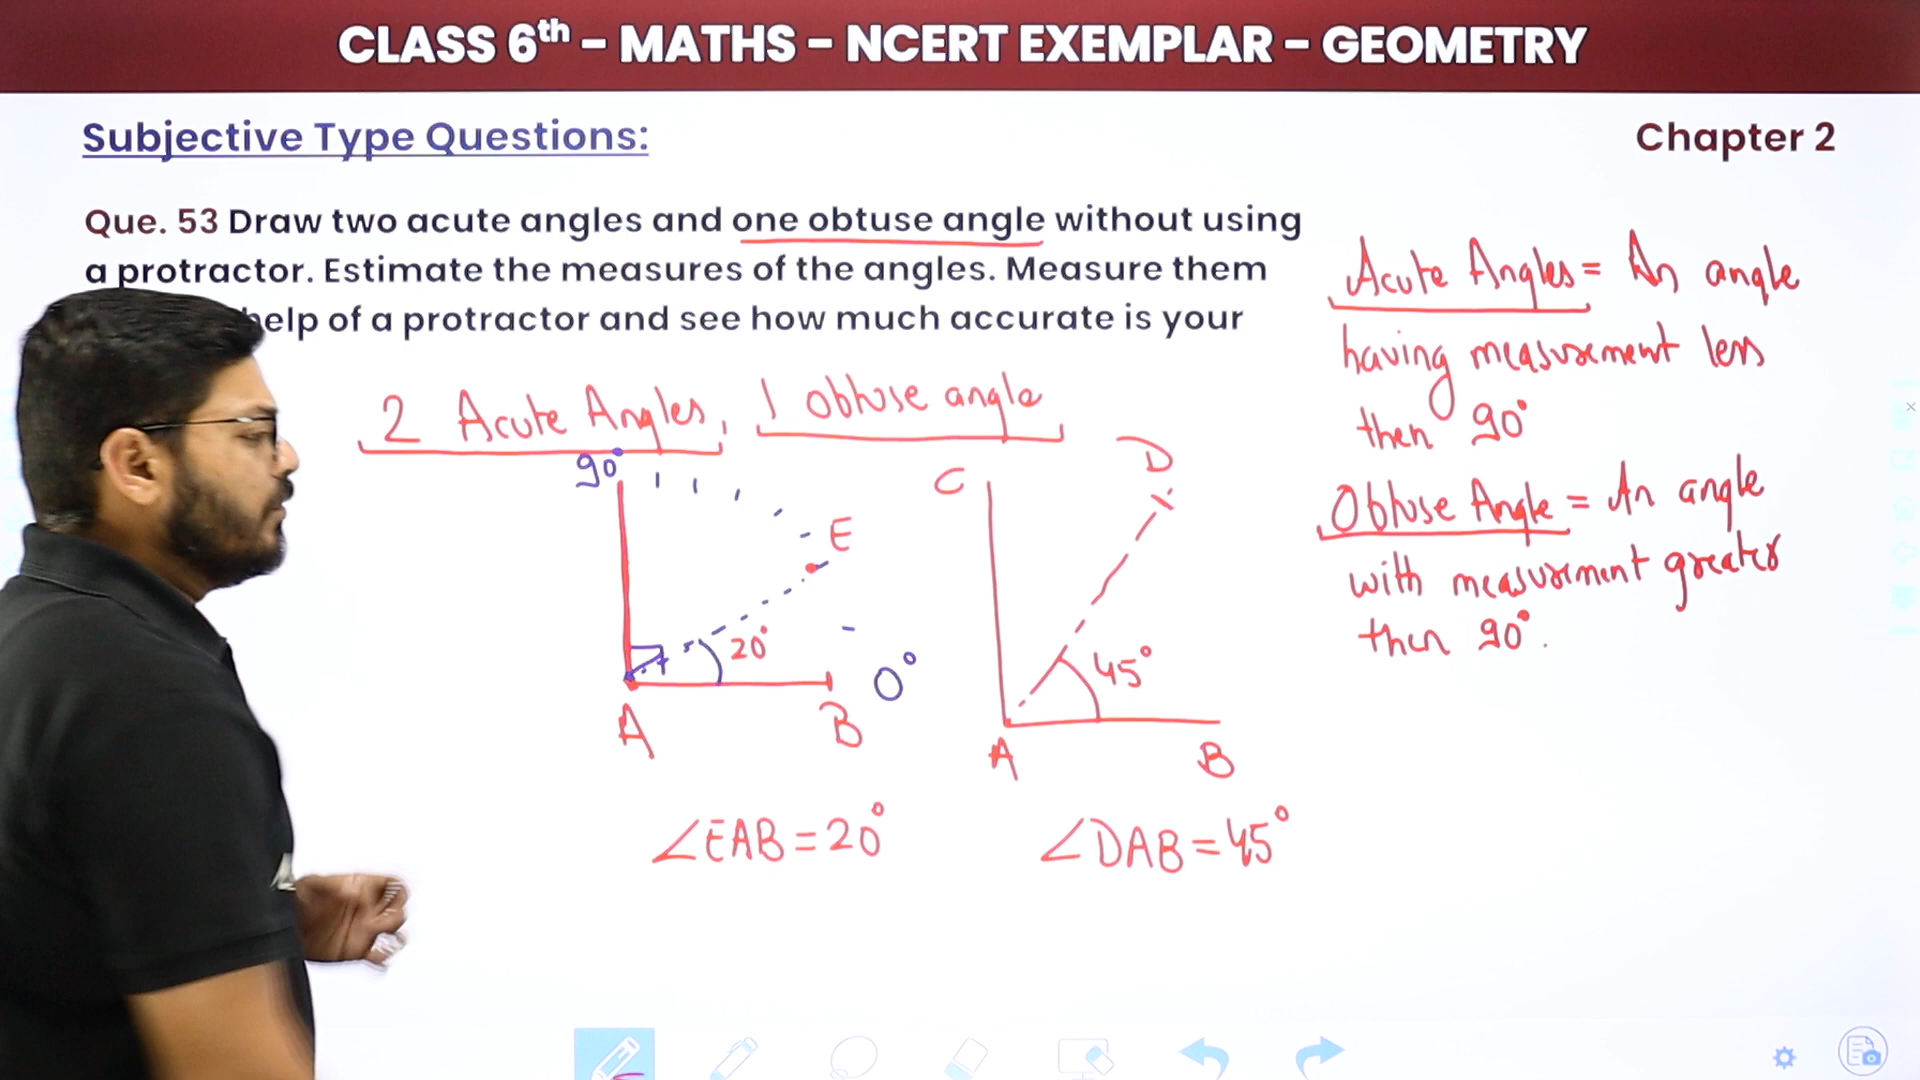 CLASS 6th – MATHS – NCERT EXEMPLAR – GEOMETRY
Subjective Type Questions:
Chapter 2
Que. 53 Draw two acute angles and one obtuse angle without using
a protractor. Estimate the measures of the angles. Measure them
help of a protractor and see how much accurate is your
2 Acute Angles, 1 obtuse angle
90°
E
20°
0°
A
B
C
D
45°
A
B
∠EAB = 20°
∠DAB = 45°
Acute Angles = An angle
having measurement less
then 90°
Obtuse Angle = An angle
with measurement greater
then 90°.